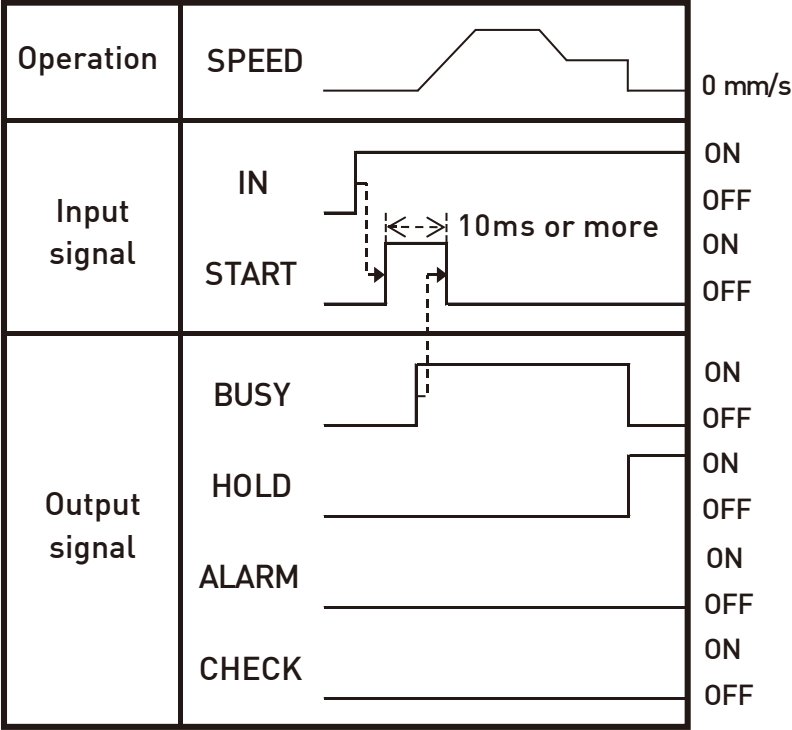 Operation
SPEED
0 mm/s
Input
signal
IN
ON
OFF
10ms or more
START
ON
OFF
Output
signal
BUSY
ON
OFF
HOLD
ON
OFF
ALARM
ON
OFF
CHECK
ON
OFF